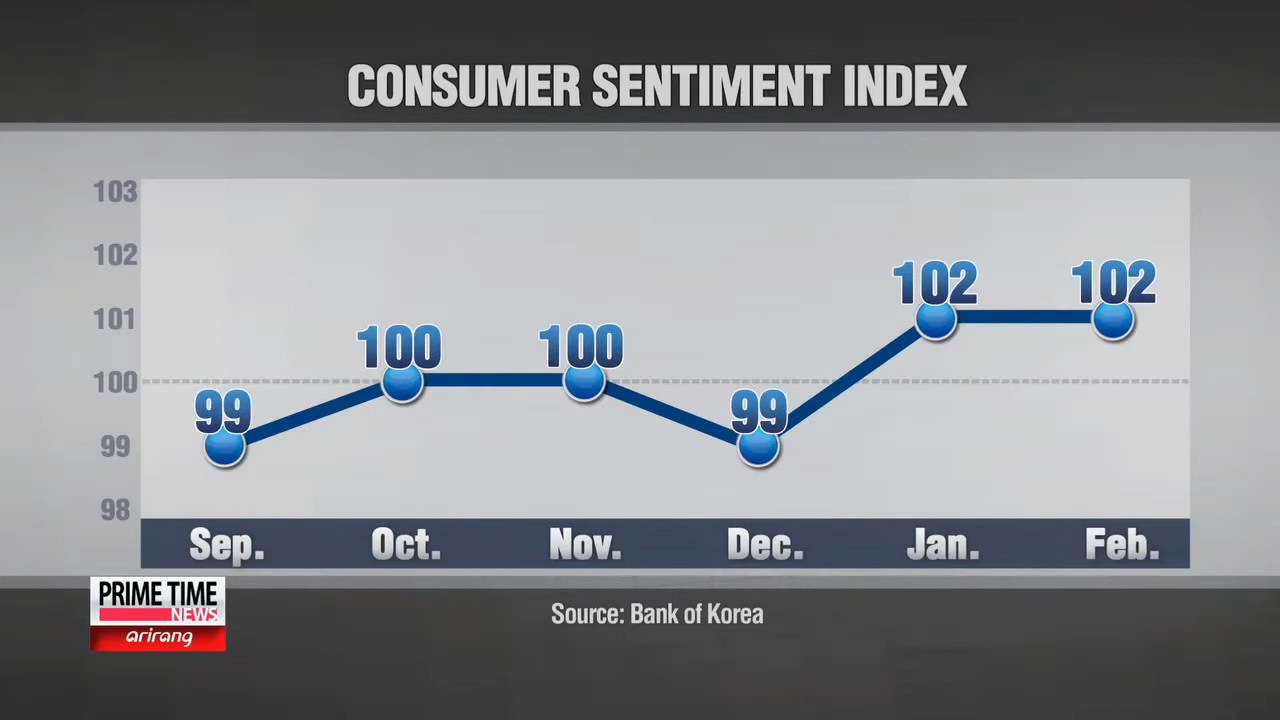 CONSUMER SENTIMENT INDEX
103
102
101
100
99
98
99
100
100
99
102
102
Sep. Oct. Nov. Dec. Jan. Feb.
PRIME TIME
NEWS
arirang
Source: Bank of Korea